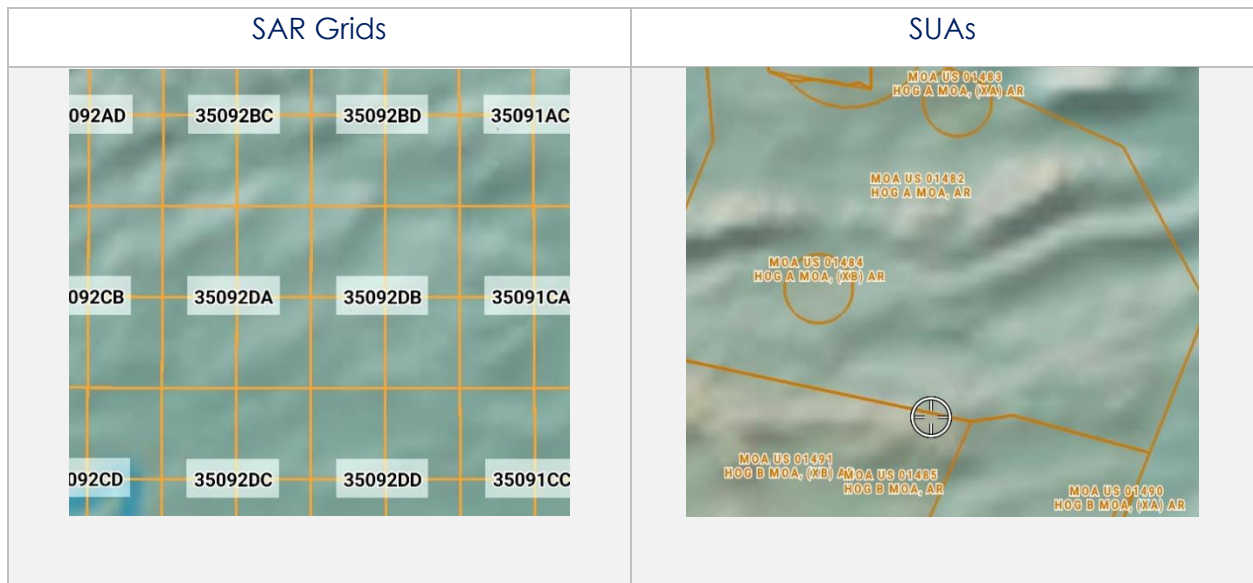 SAR Grids
SUAs
092AD
35092BC
35092BD
35091AC
092CB
35092DA
35092DB
35091CA
092CD
35092DC
35092DD
35091CC
MOA US 01483
HOG A MOA, (XA) AR
MOA US 01482
HOG A MOA, AR
MOA US 01484
HOG A MOA, (XB) AR
MOA US 01491
HOG B MOA, (XB)
MOA US 01485
HOG B MOA, AR
MOA US 01490
HOG B MOA, (XA) AR